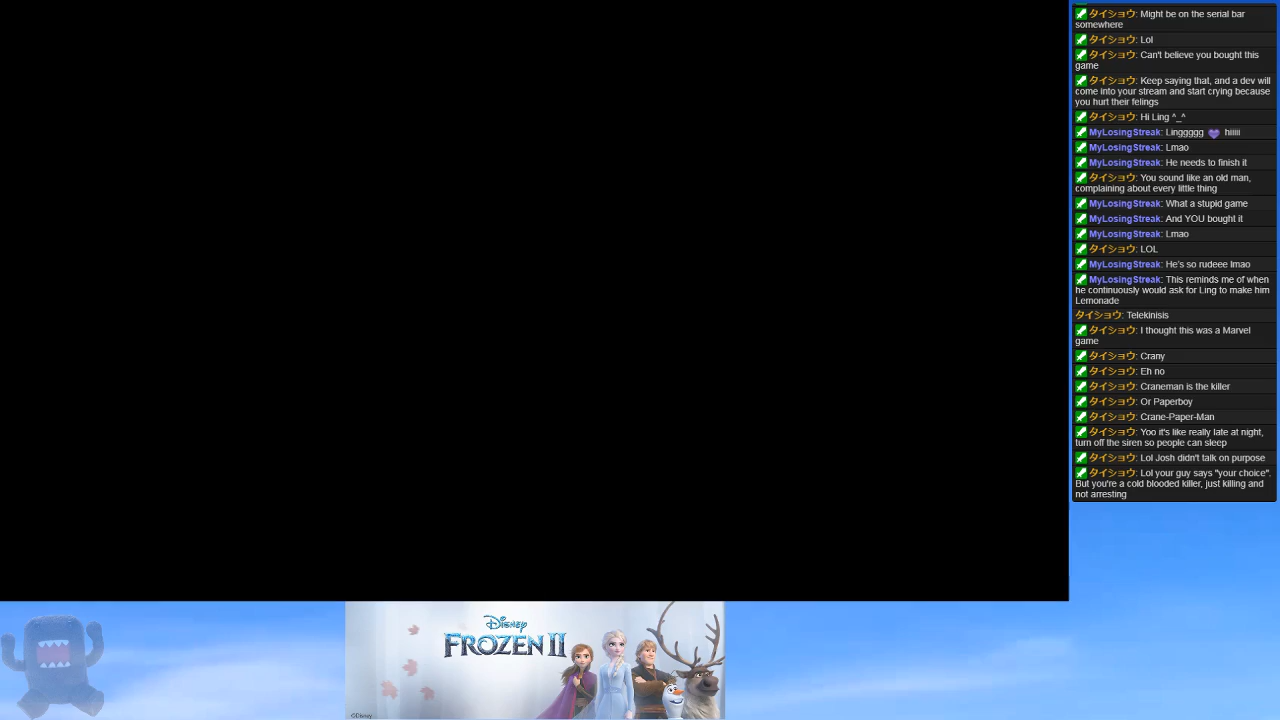 タイショウ: Might be on the serial bar
somewhere
タイショウ: Lol
タイショウ: Can't believe you bought this
game
タイショウ: Keep saying that, and a dev will
come into your stream and start crying because
you hurt their felings
タイショウ: Hi Ling ^_^
MyLosingStreak: Linggggg hiiiii
MyLosingStreak: Lmao
MyLosingStreak: He needs to finish it
タイショウ: You sound like an old man,
complaining about every little thing
MyLosingStreak: What a stupid game
MyLosingStreak: And YOU bought it
MyLosingStreak: Lmao
タイショウ: LOL
MyLosingStreak: He's so rudeee lmao
MyLosingStreak: This reminds me of when
he continuously would ask for Ling to make him
Lemonade
タイショウ: Telekinisis
タイショウ: I thought this was a Marvel
game
タイショウ: Crany
タイショウ: Eh no
タイショウ: Craneman is the killer
タイショウ: Or Paperboy
タイショウ: Crane-Paper-Man
タイショウ: Yoo it's like really late at night,
turn off the siren so people can sleep
タイショウ: Lol Josh didn't talk on purpose
タイショウ: Lol your guy says "your choice".
But you're a cold blooded killer, just killing and
not arresting
Disney
FROZEN II
©Disney